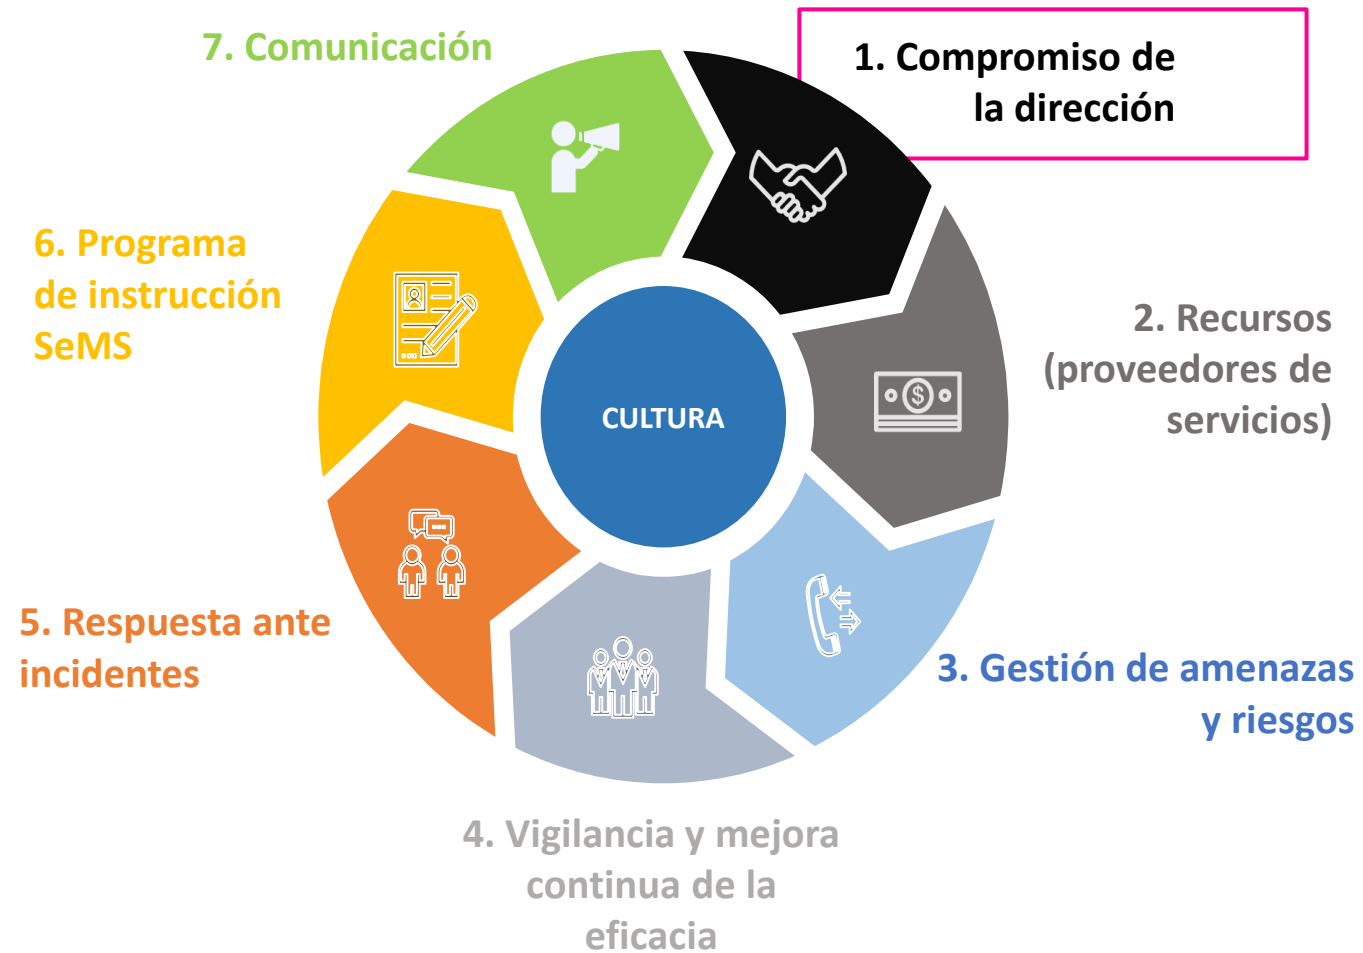 7. Comunicación
1. Compromiso de
la dirección
6. Programa
de instrucción
SeMS
2. Recursos
(proveedores de
servicios)
CULTURA
5. Respuesta ante
incidentes
3. Gestión de amenazas
y riesgos
4. Vigilancia y mejora
continua de la
eficacia